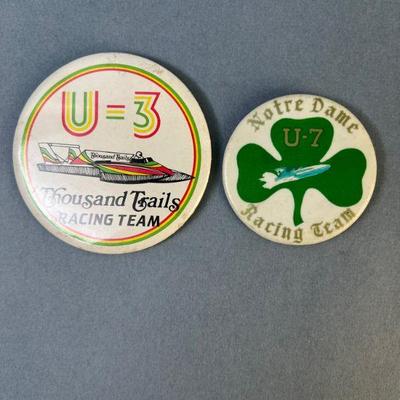 U=3
Thousand Trails
Thousand Trails
RACING TEAM
Notre Dame
U-7
Racing Team